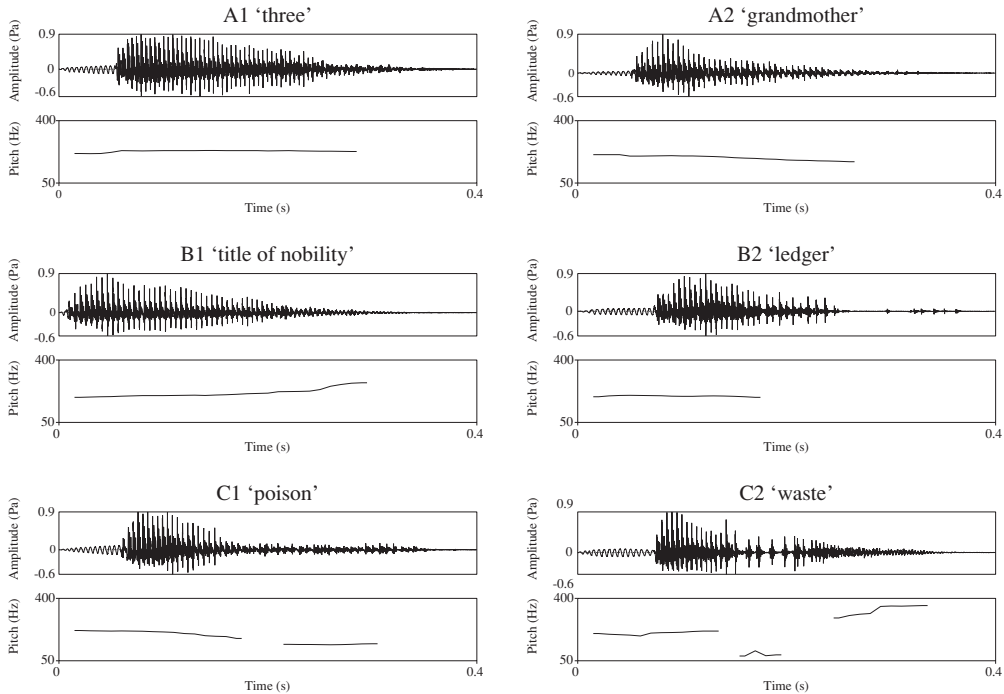 A1 ‘three’
Amplitude (Pa)
0.9
0
-0.6
Pitch (Hz)
400
50
0
0.4
Time (s)
A2 ‘grandmother’
Amplitude (Pa)
0.9
0
-0.6
Pitch (Hz)
400
50
0
0.4
Time (s)
B1 ‘title of nobility’
Amplitude (Pa)
0.9
0
-0.6
Pitch (Hz)
400
50
0
0.4
Time (s)
B2 ‘ledger’
Amplitude (Pa)
0.9
0
-0.6
Pitch (Hz)
400
50
0
0.4
Time (s)
C1 ‘poison’
Amplitude (Pa)
0.9
0
-0.6
Pitch (Hz)
400
50
0
0.4
Time (s)
C2 ‘waste’
Amplitude (Pa)
0.9
0
-0.6
Pitch (Hz)
400
50
0
0.4
Time (s)